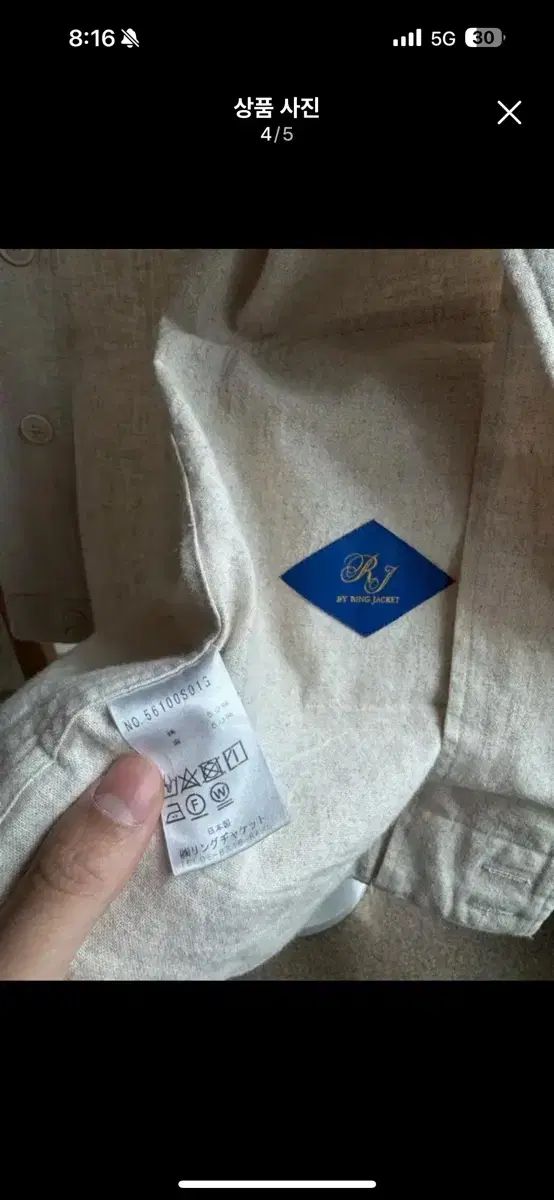 8:16
5G
30
상품 사진
4/5
RJ
BY RING JACKET
NO. 56100S01G
F
W
日本製
㈱リングヂャケット